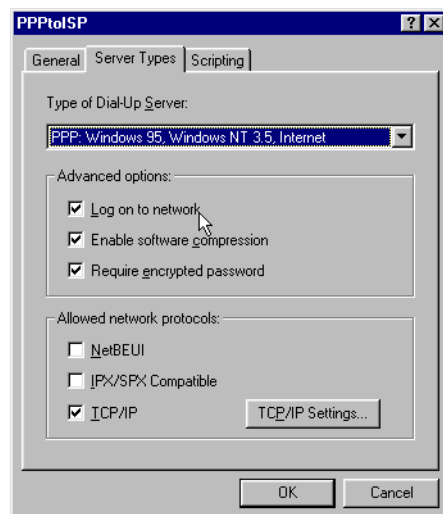 PPPtoISP
General Server Types Scripting
Type of Dial-Up Server:
PPP: Windows 95, Windows NT 3.5, Internet
Advanced options:
Log on to network
Enable software compression
Require encrypted password
Allowed network protocols:
NetBEUI
IPX/SPX Compatible
TCP/IP TCP/IP Settings...
OK Cancel